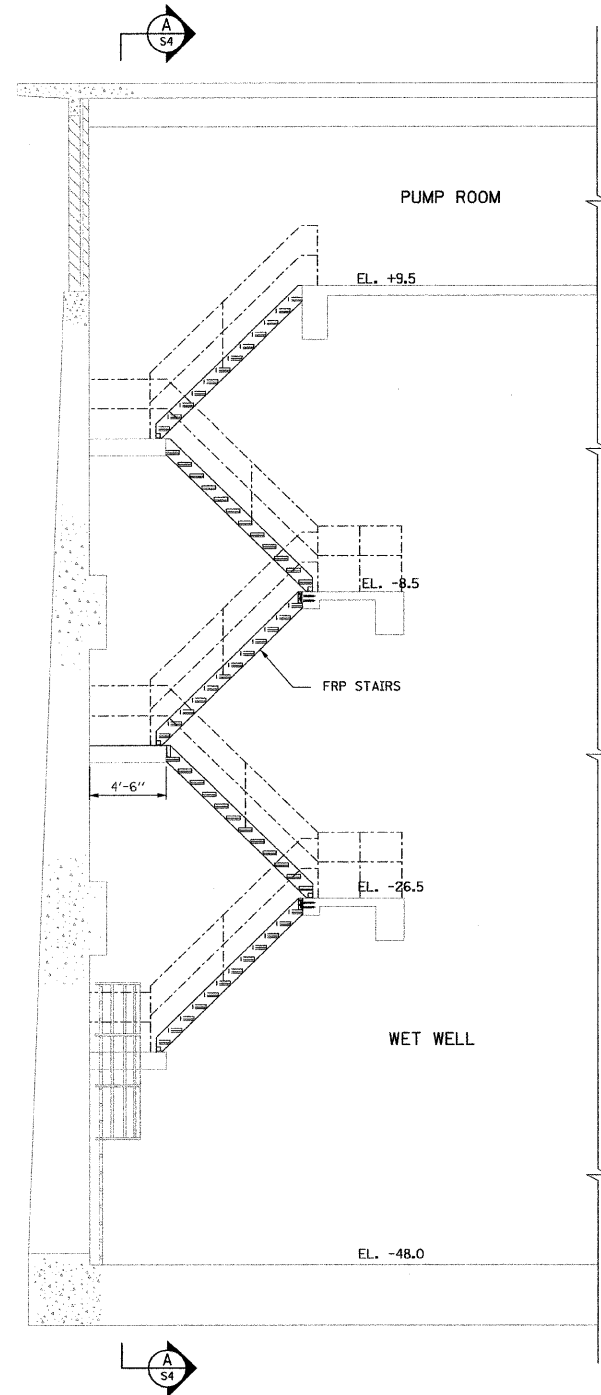 A
S4
PUMP ROOM
EL. +9.5
EL. -8.5
FRP STAIRS
4'-6"
EL. -26.5
WET WELL
EL. -48.0
A
S4